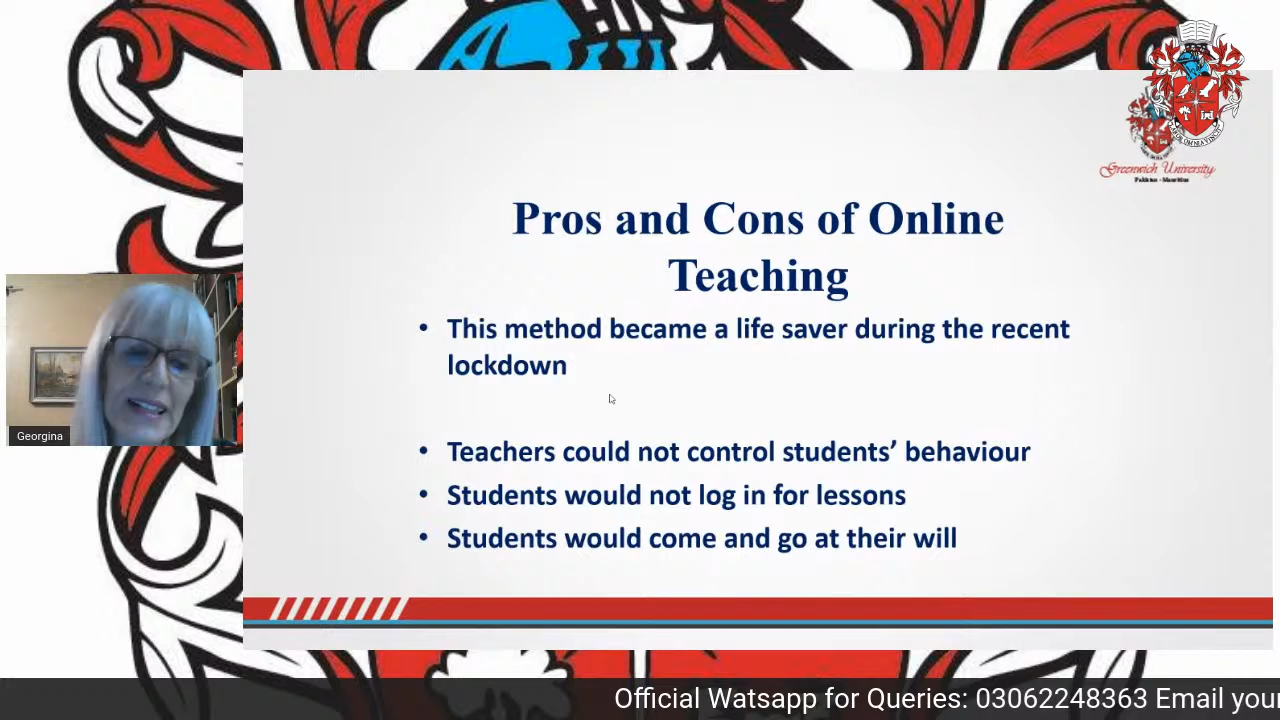 Greenwich University
Pakistan - Mauritius
Pros and Cons of Online
Teaching
• This method became a life saver during the recent
lockdown
• Teachers could not control students’ behaviour
• Students would not log in for lessons
• Students would come and go at their will
Georgina
Official Watsapp for Queries: 03062248363 Email you